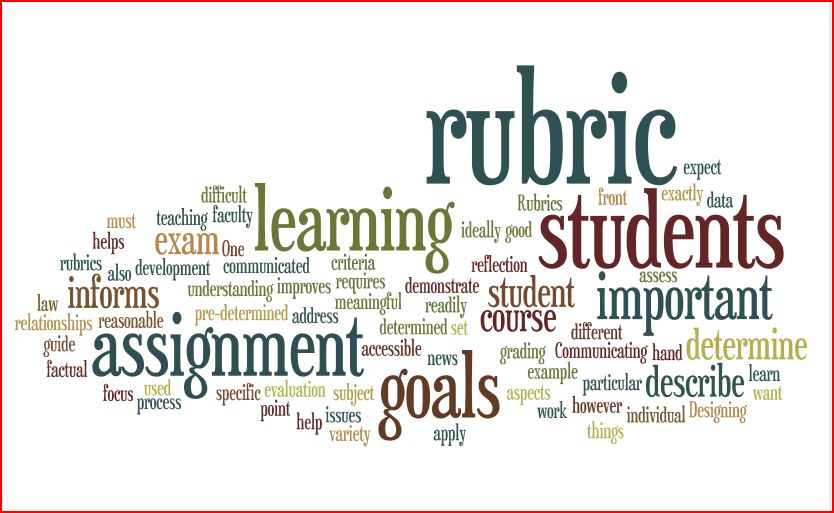 rubric
expect
difficult
learning
Rubrics
front
exactly
data
must
teaching
faculty
ideally
good
students
helps
exam
One
rubrics
also
development
communicated
criteria
reflection
assess
informs
understanding
improves
requires
demonstrate
student
important
law
meaningful
readily
relationships
reasonable
pre-determined
address
determined
set
course
different
guide
assignment
accessible
news
grading
Communicating
hand
determine
factual
example
particular
describe
learn
focus
used
process
specific
evaluation
subject
goals
aspects
want
point
help
issues
variety
apply
work
however
individual
Designing
things